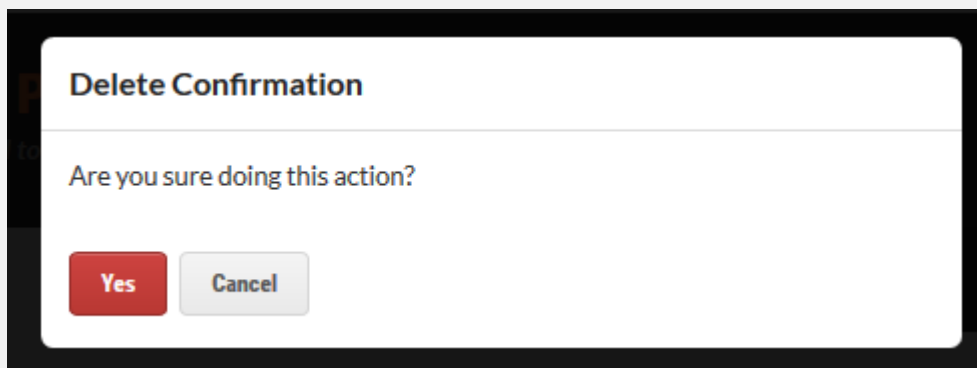 Delete Confirmation
Are you sure doing this action?
Yes
Cancel